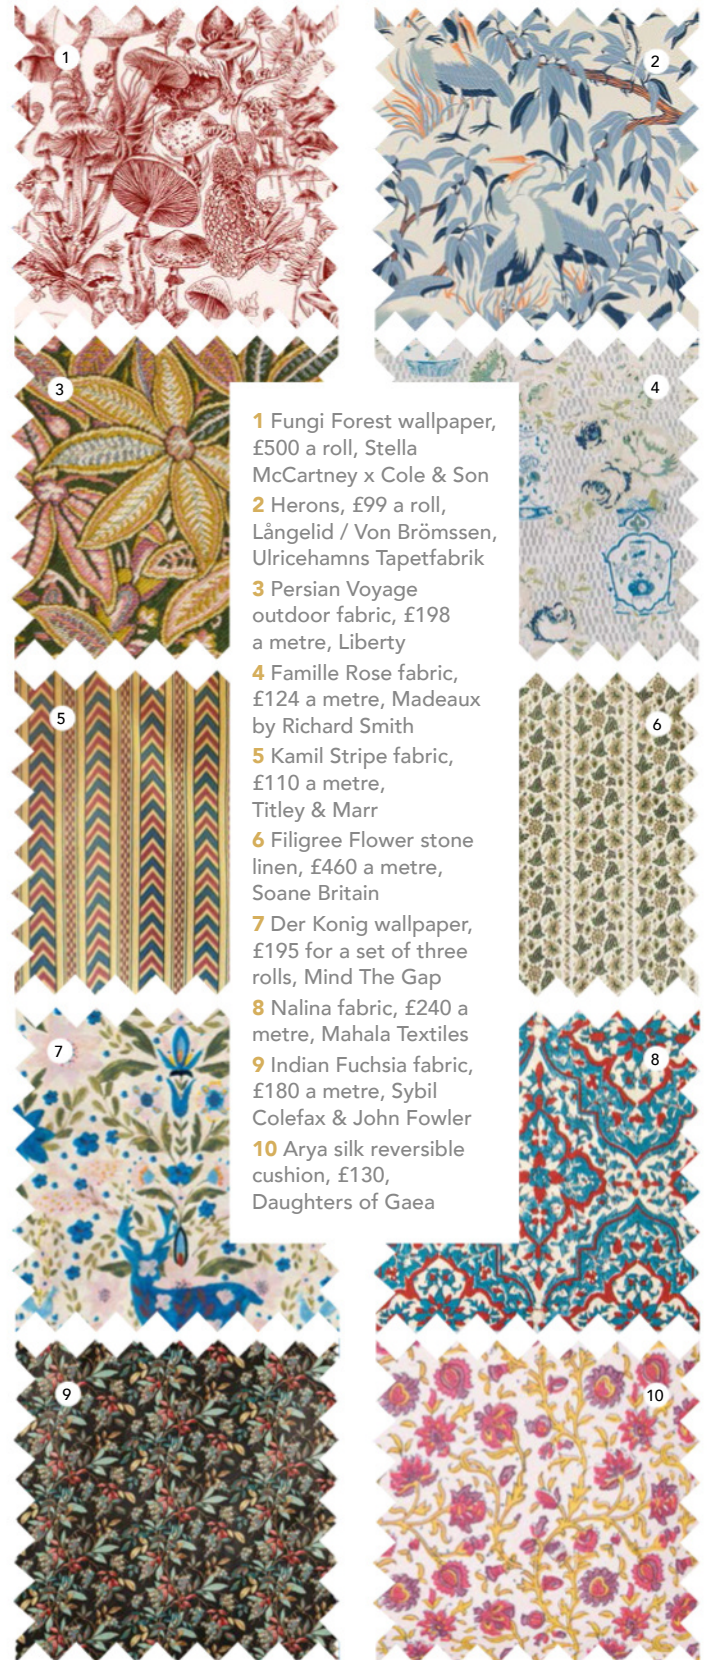 1
2
3
4
1 Fungi Forest wallpaper,
£500 a roll, Stella
McCartney x Cole & Son
2 Herons, £99 a roll,
Långelid / Von Brömssen,
Ulricehamns Tapetfabrik
3 Persian Voyage
outdoor fabric, £198
a metre, Liberty
4 Famille Rose fabric,
£124 a metre, Madeaux
by Richard Smith
5 Kamil Stripe fabric,
£110 a metre,
Titley & Marr
6 Filigree Flower stone
linen, £460 a metre,
Soane Britain
7 Der Konig wallpaper,
£195 for a set of three
rolls, Mind The Gap
8 Nalina fabric, £240 a
metre, Mahala Textiles
9 Indian Fuchsia fabric,
£180 a metre, Sybil
Colefax & John Fowler
10 Arya silk reversible
cushion, £130,
Daughters of Gaea
5
6
7
8
9
10